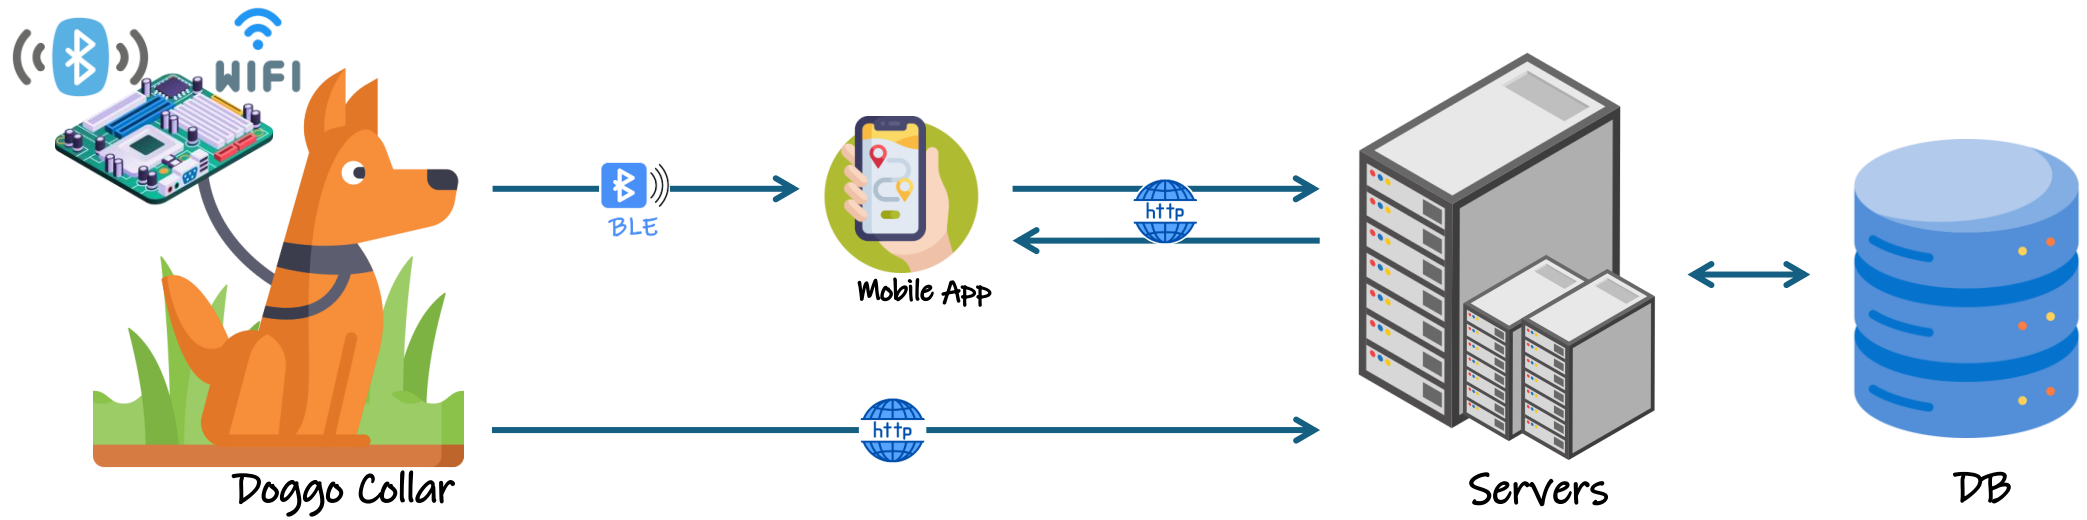 WIFI
BLE
http
Mobile App
http
Doggo Collar
Servers
DB